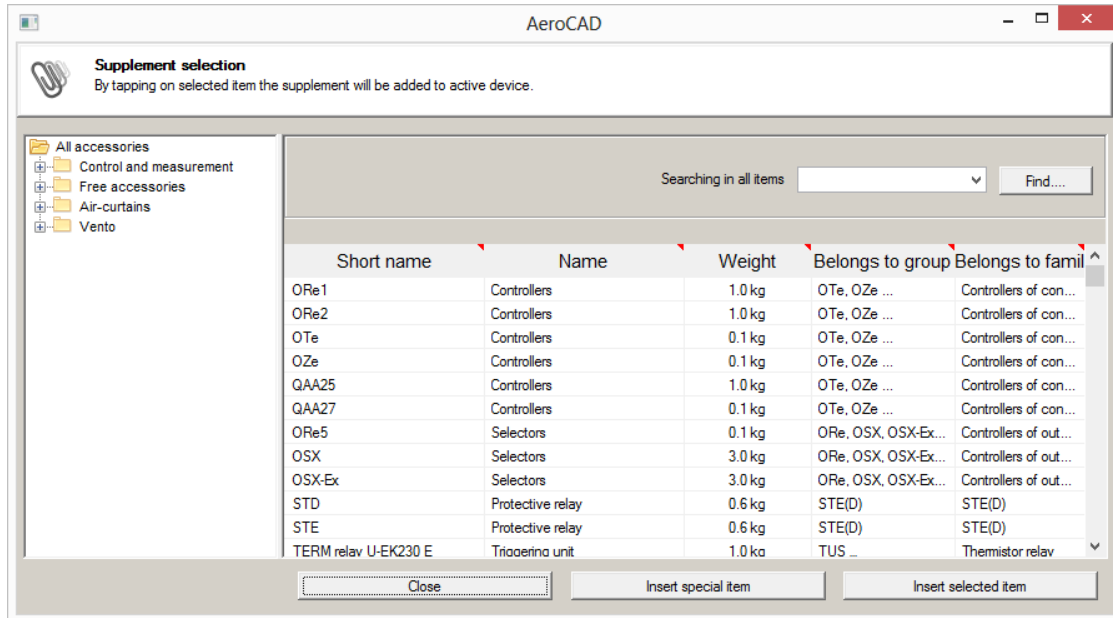 AeroCAD
Supplement selection
By tapping on selected item the supplement will be added to active device.
All accessories
Control and measurement
Free accessories
Air-curtains
Vento
Searching in all items
Find....
Short name Name Weight Belongs to group Belongs to famil
ORe1 Controllers 1.0 kg OTe, OZe ... Controllers of con...
ORe2 Controllers 1.0 kg OTe, OZe ... Controllers of con...
OTe Controllers 0.1 kg OTe, OZe ... Controllers of con...
OZe Controllers 0.1 kg OTe, OZe ... Controllers of con...
QAA25 Controllers 1.0 kg OTe, OZe ... Controllers of con...
QAA27 Controllers 0.1 kg OTe, OZe ... Controllers of con...
ORe5 Selectors 0.1 kg ORe, OSX, OSX-Ex... Controllers of out...
OSX Selectors 3.0 kg ORe, OSX, OSX-Ex... Controllers of out...
OSX-Ex Selectors 3.0 kg ORe, OSX, OSX-Ex... Controllers of out...
STD Protective relay 0.6 kg STE(D) STE(D)
STE Protective relay 0.6 kg STE(D) STE(D)
TERM relay U-EK230 E Triggering unit 1.0 kg TUS ... Thermistor relay
Close Insert special item Insert selected item